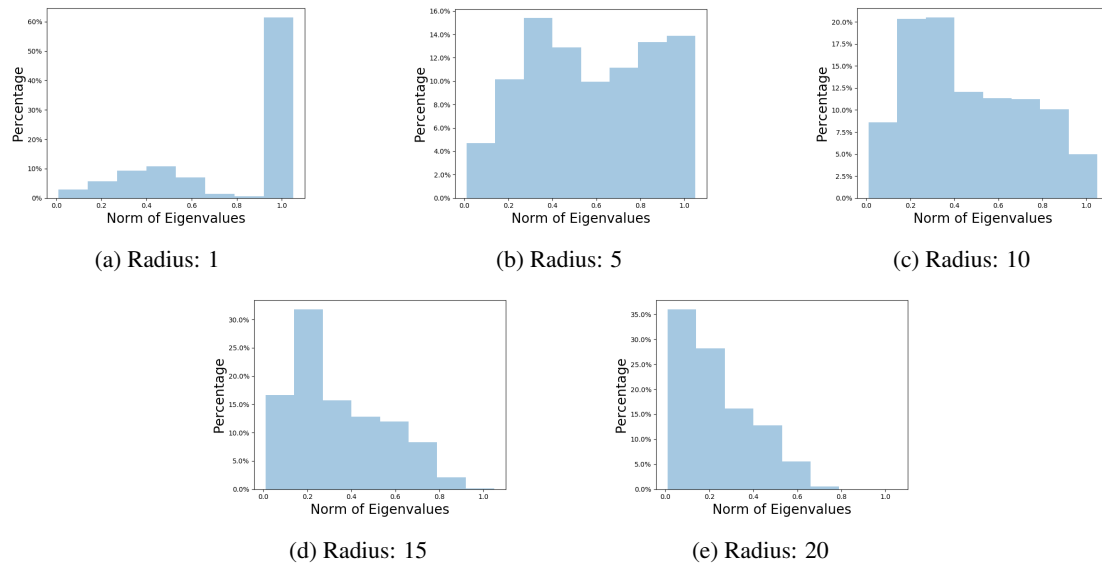 60%
50%
40%
30%
20%
10%
0%
Percentage
0.0 0.2 0.4 0.6 0.8 1.0
Norm of Eigenvalues
(a) Radius: 1
16.0%
14.0%
12.0%
10.0%
8.0%
6.0%
4.0%
2.0%
0.0%
Percentage
0.0 0.2 0.4 0.6 0.8 1.0
Norm of Eigenvalues
(b) Radius: 5
20.0%
17.5%
15.0%
12.5%
10.0%
7.5%
5.0%
2.5%
0.0%
Percentage
0.0 0.2 0.4 0.6 0.8 1.0
Norm of Eigenvalues
(c) Radius: 10
30.0%
25.0%
20.0%
15.0%
10.0%
5.0%
0.0%
Percentage
0.0 0.2 0.4 0.6 0.8 1.0
Norm of Eigenvalues
(d) Radius: 15
35.0%
30.0%
25.0%
20.0%
15.0%
10.0%
5.0%
0.0%
Percentage
0.0 0.2 0.4 0.6 0.8 1.0
Norm of Eigenvalues
(e) Radius: 20